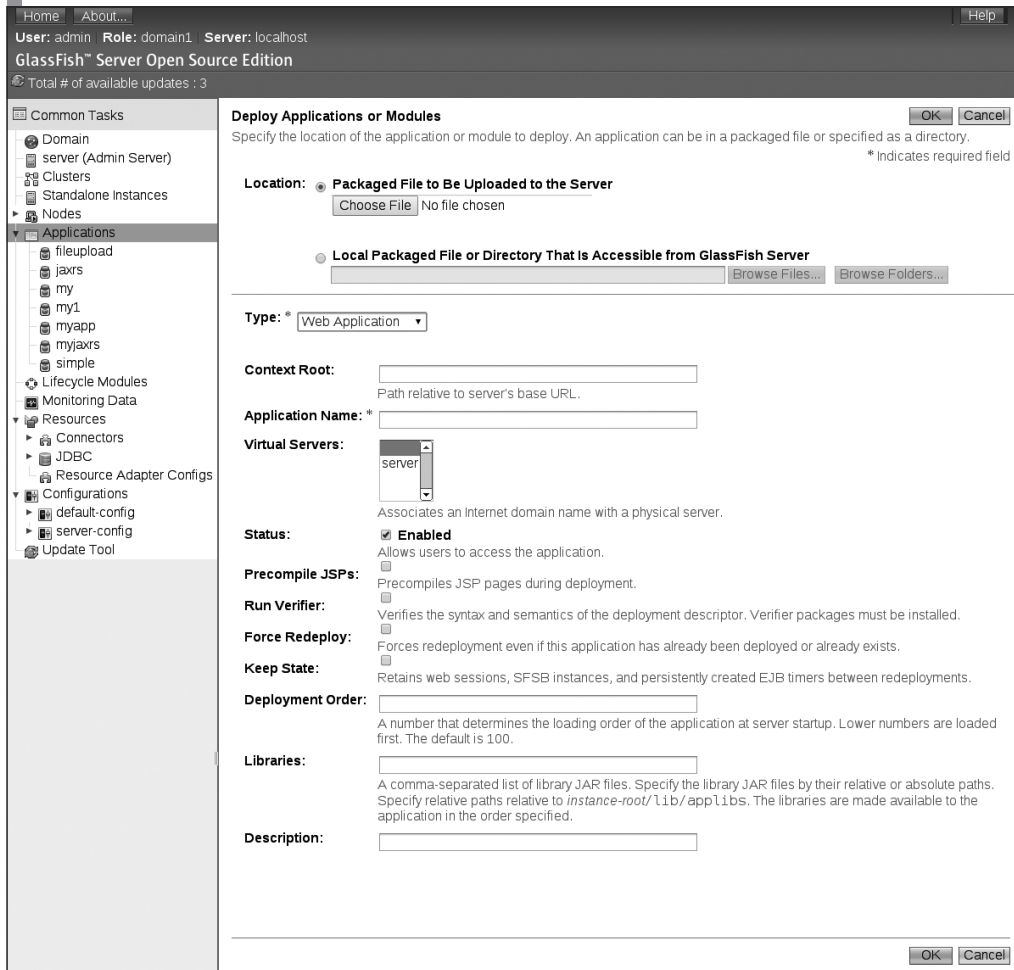 Home About... Help
User: admin Role: domain1 Server: localhost
GlassFish™ Server Open Source Edition
Total # of available updates : 3
Common Tasks
Domain
server (Admin Server)
Clusters
Standalone Instances
Nodes
Applications
fileupload
jaxrs
my
my1
myapp
myjaxrs
simple
Lifecycle Modules
Monitoring Data
Resources
Connectors
JDBC
Resource Adapter Configs
Configurations
default-config
server-config
Update Tool
Deploy Applications or Modules OK Cancel
Specify the location of the application or module to deploy. An application can be in a packaged file or specified as a directory.
* Indicates required field
Location: Packaged File to Be Uploaded to the Server
Choose File No file chosen
Local Packaged File or Directory That Is Accessible from GlassFish Server
Browse Files... Browse Folders...
Type: * Web Application
Context Root:
Path relative to server's base URL.
Application Name: *
Virtual Servers:
server
Associates an Internet domain name with a physical server.
Status: Enabled
Allows users to access the application.
Precompile JSPs:
Precompiles JSP pages during deployment.
Run Verifier:
Verifies the syntax and semantics of the deployment descriptor. Verifier packages must be installed.
Force Redeploy:
Forces redeployment even if this application has already been deployed or already exists.
Keep State:
Retains web sessions, SFSB instances, and persistently created EJB timers between redeployments.
Deployment Order:
A number that determines the loading order of the application at server startup. Lower numbers are loaded
first. The default is 100.
Libraries:
A comma-separated list of library JAR files. Specify the library JAR files by their relative or absolute paths.
Specify relative paths relative to instance-root/lib/applibs. The libraries are made available to the
application in the order specified.
Description:
OK Cancel